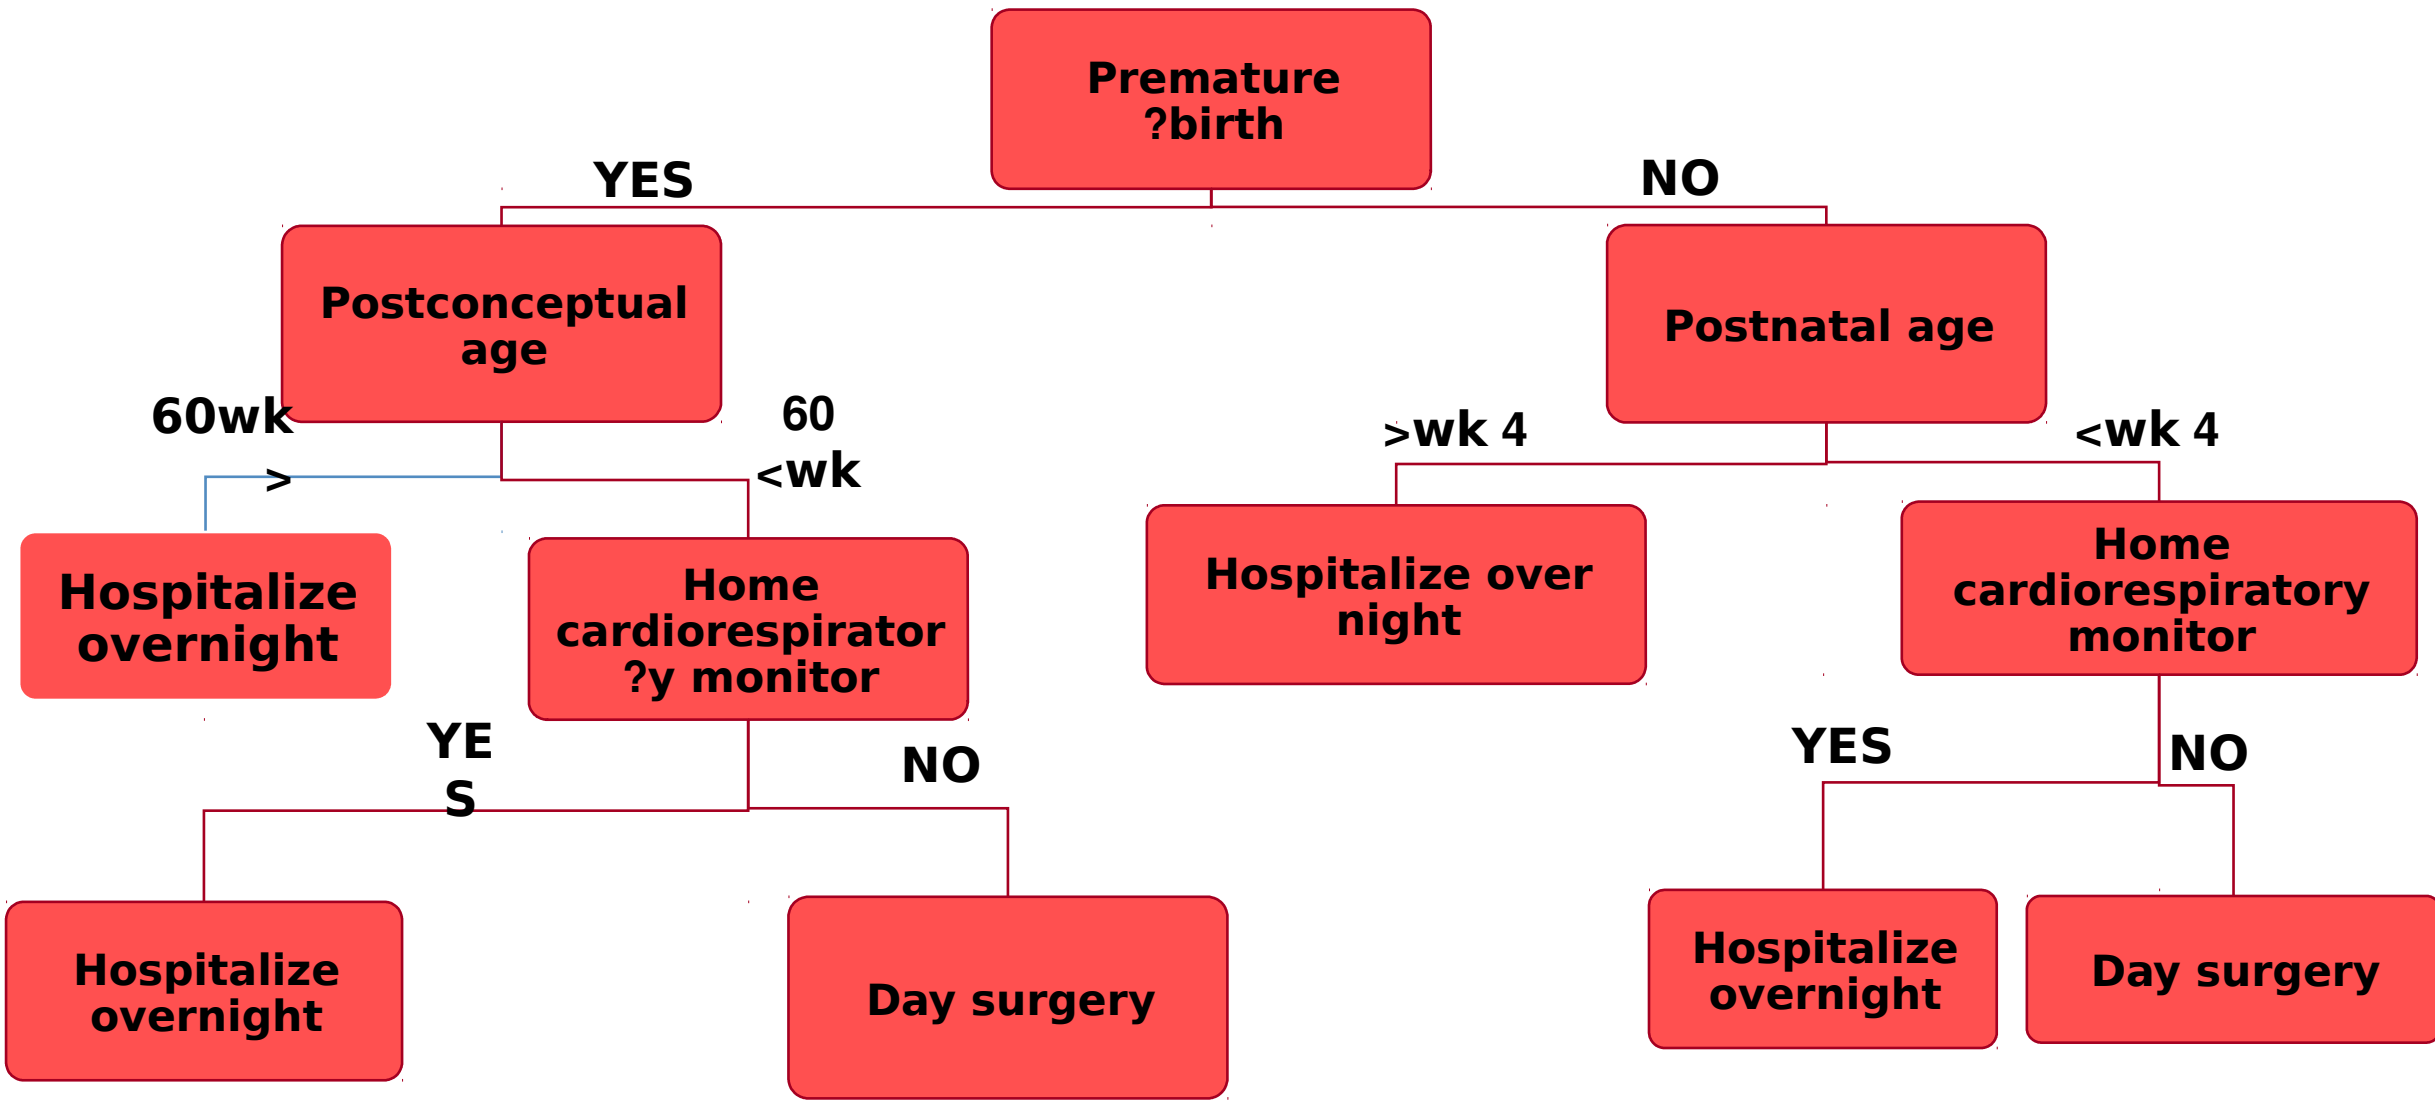 Premature
?birth
YES
NO
Postconceptual
age
Postnatal age
60wk
>
60
<wk
>wk 4
<wk 4
Hospitalize
overnight
Home
cardiorespirator
?y monitor
Hospitalize over
night
Home
cardiorespiratory
monitor
YE
S
NO
YES
NO
Hospitalize
overnight
Day surgery
Hospitalize
overnight
Day surgery